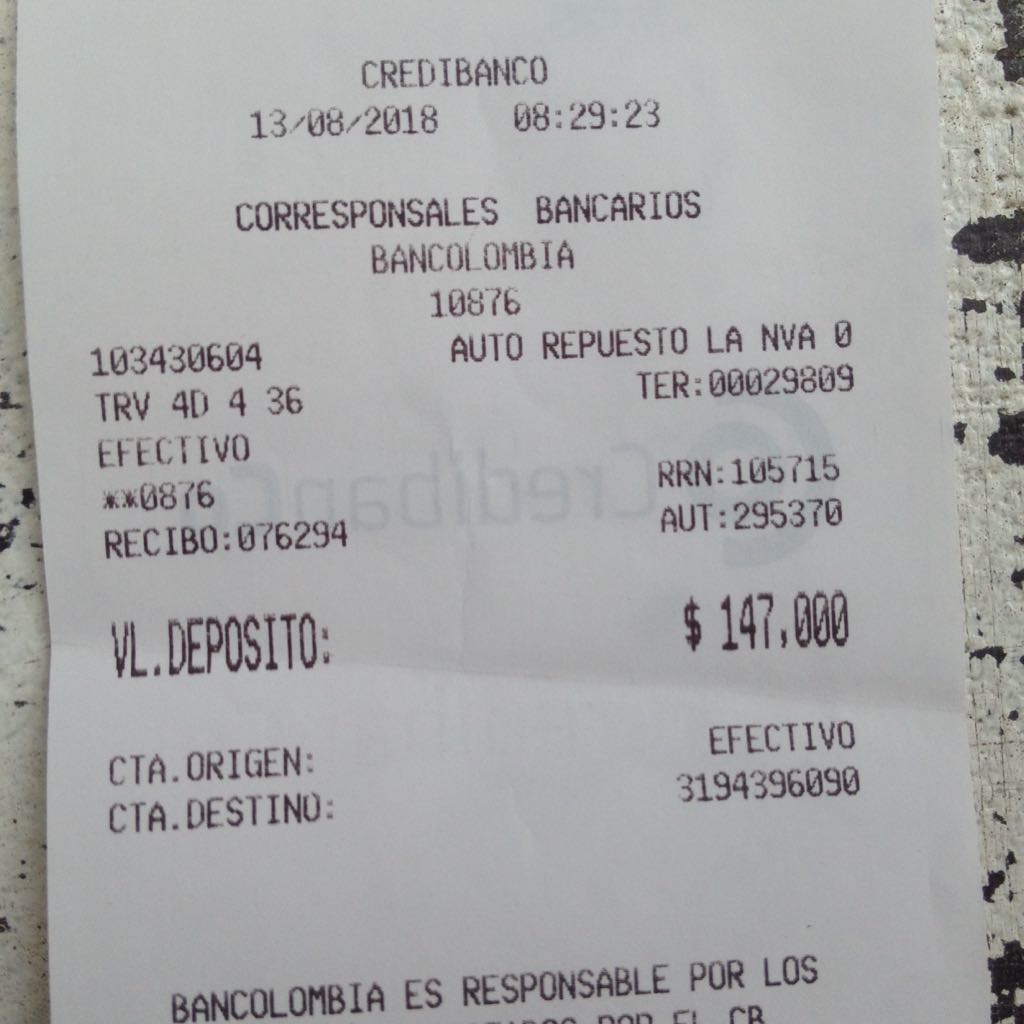 CREDIBANCO
13/08/2018 08:29:23
CORRESPONSALES BANCARIOS
BANCOLOMBIA
10876
103430604 AUTO REPUESTO LA NVA 0
TRV 4D 4 36 TER:00029809
EFECTIVO
**0876 RRN:105715
RECIBO:076294 AUT:295370
VL.DEPOSITO: $ 147,000
CTA.ORIGEN: EFECTIVO
CTA.DESTINO: 3194396090
BANCOLOMBIA ES RESPONSABLE POR LOS
POR EL CB